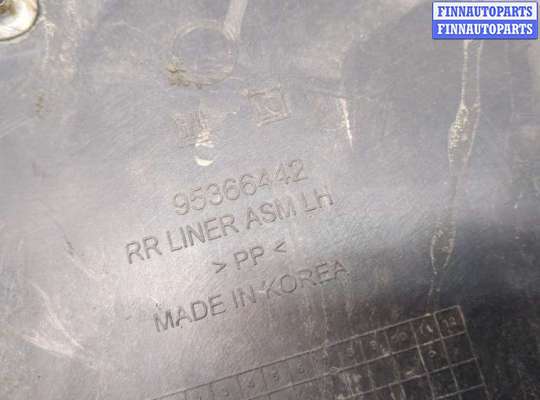 FINNAUTOPARTS
FINNAUTOPARTS
95366442
RR LINER ASM LH
> PP <
MADE IN KOREA